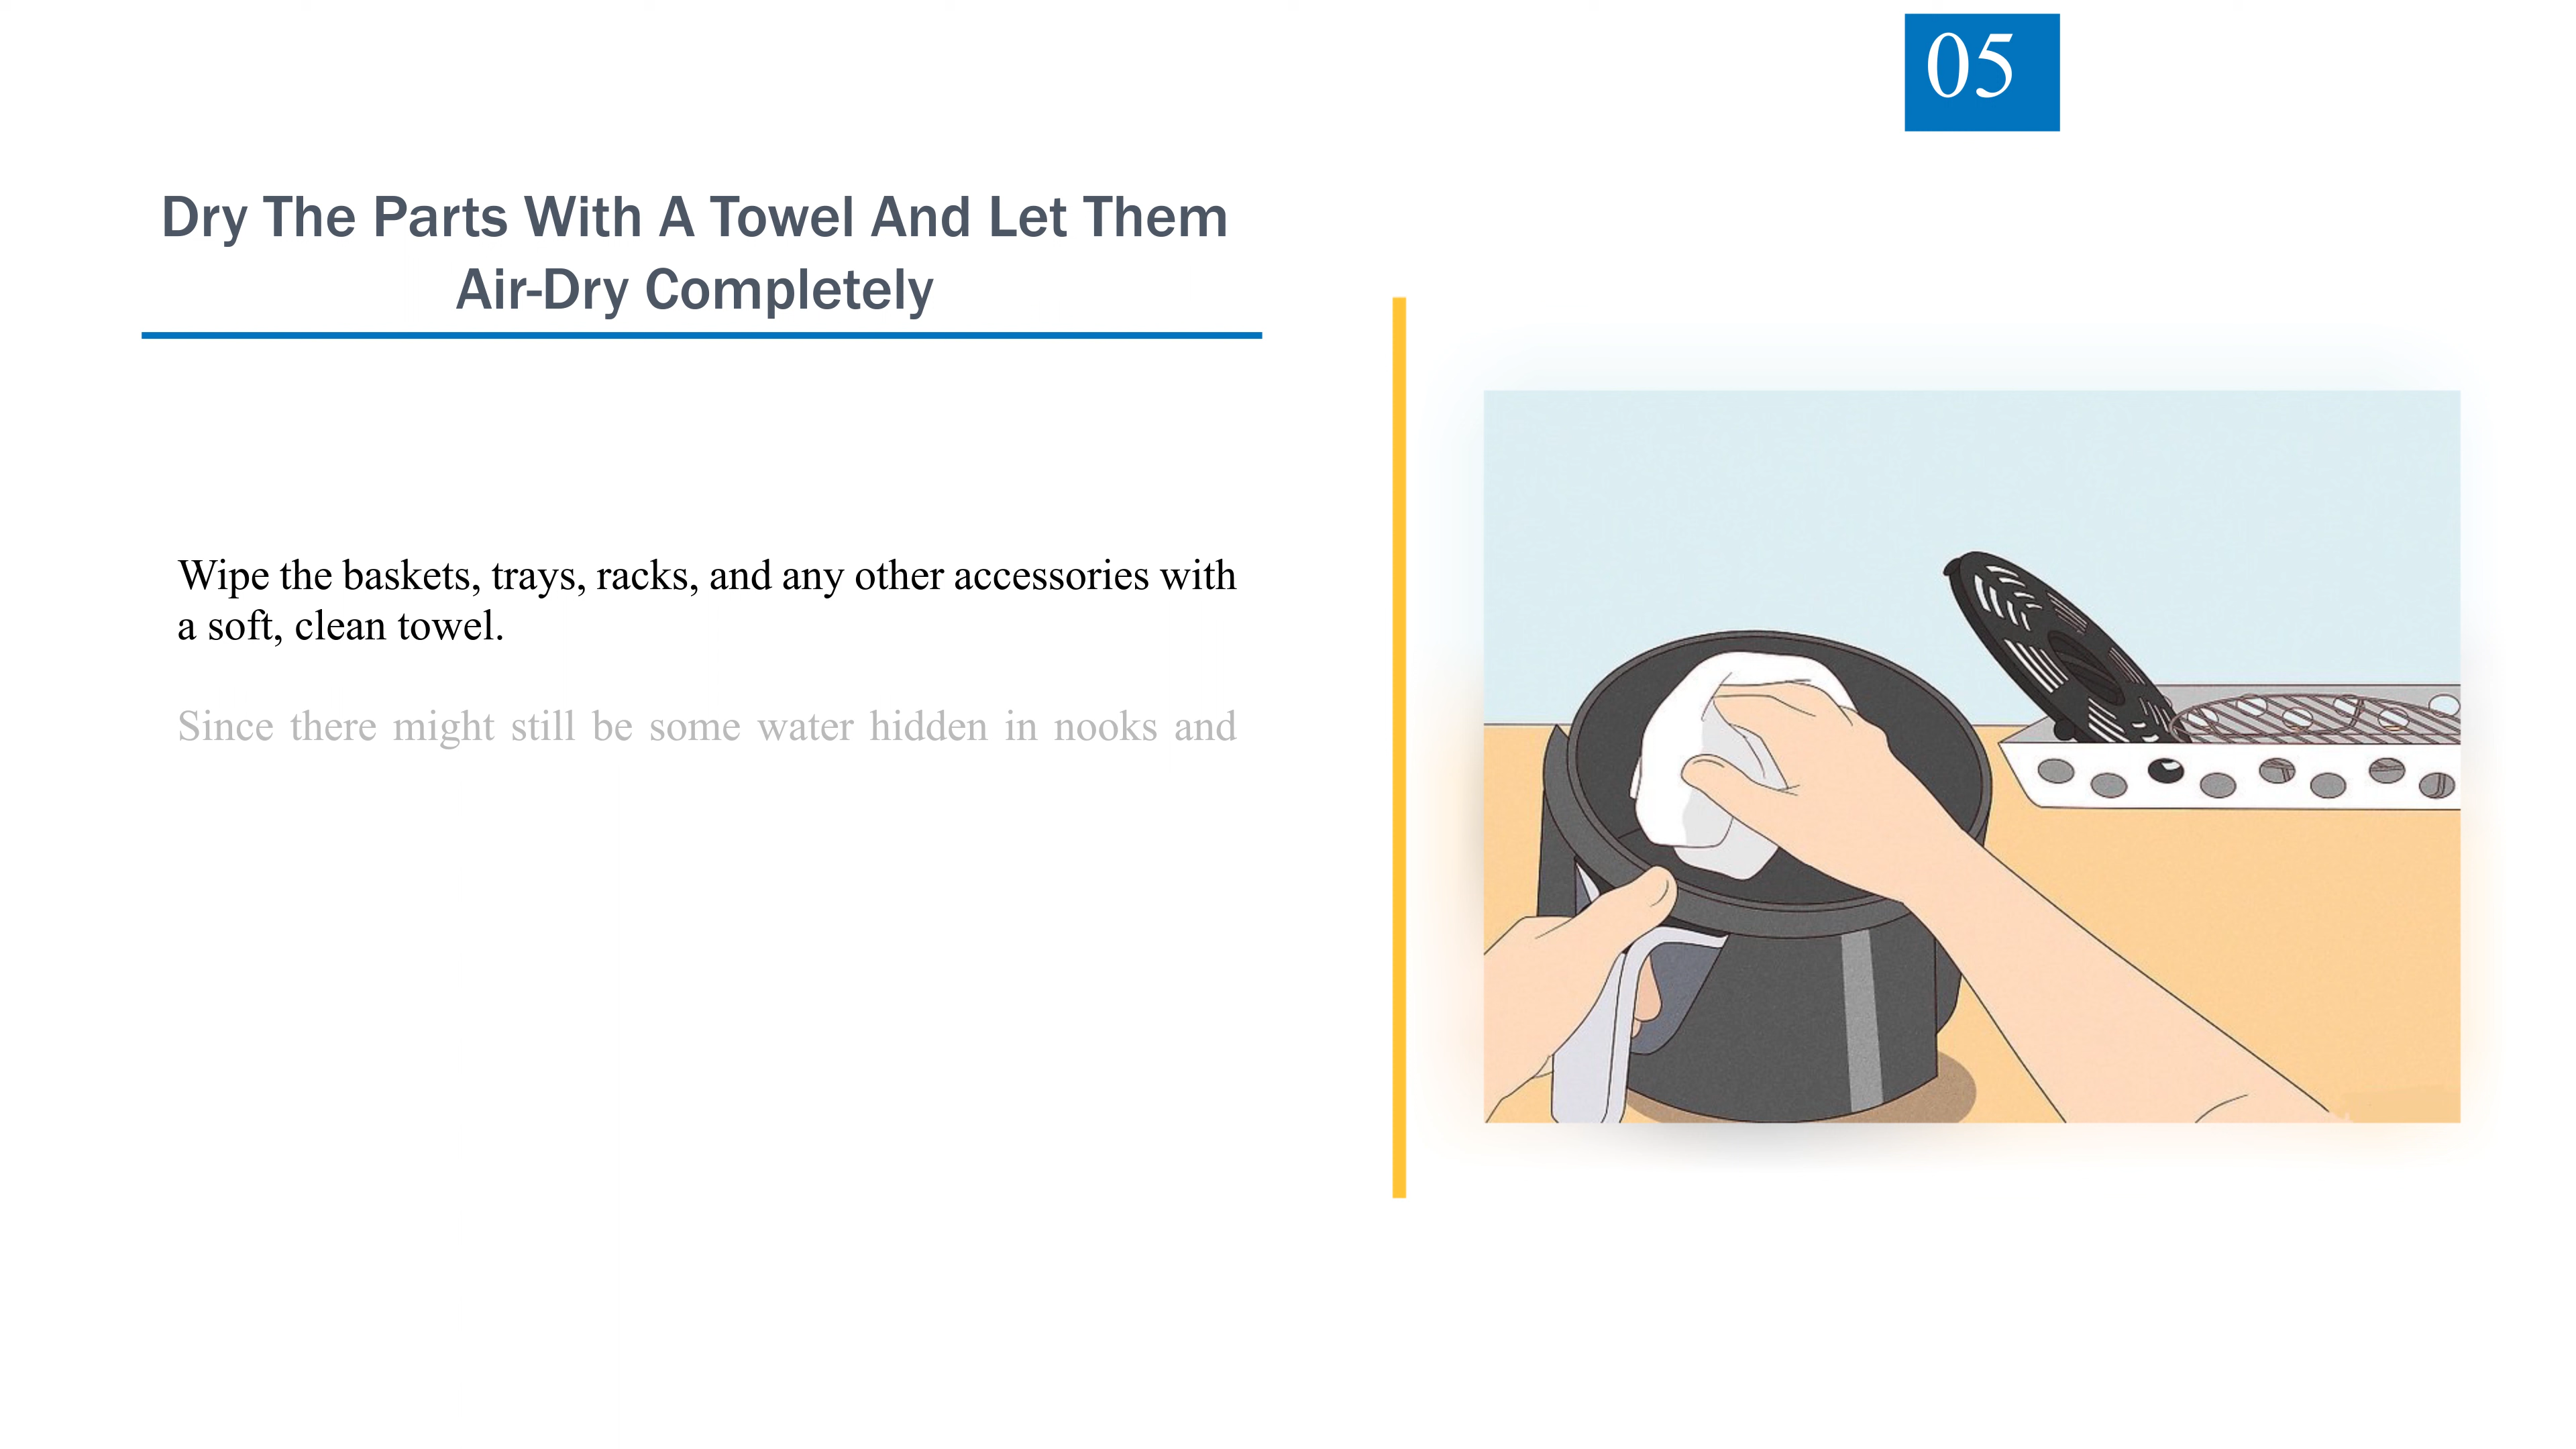 05
Dry The Parts With A Towel And Let Them
Air-Dry Completely
Wipe the baskets, trays, racks, and any other accessories with
a soft, clean towel.
Since there might still be some water hidden in nooks and